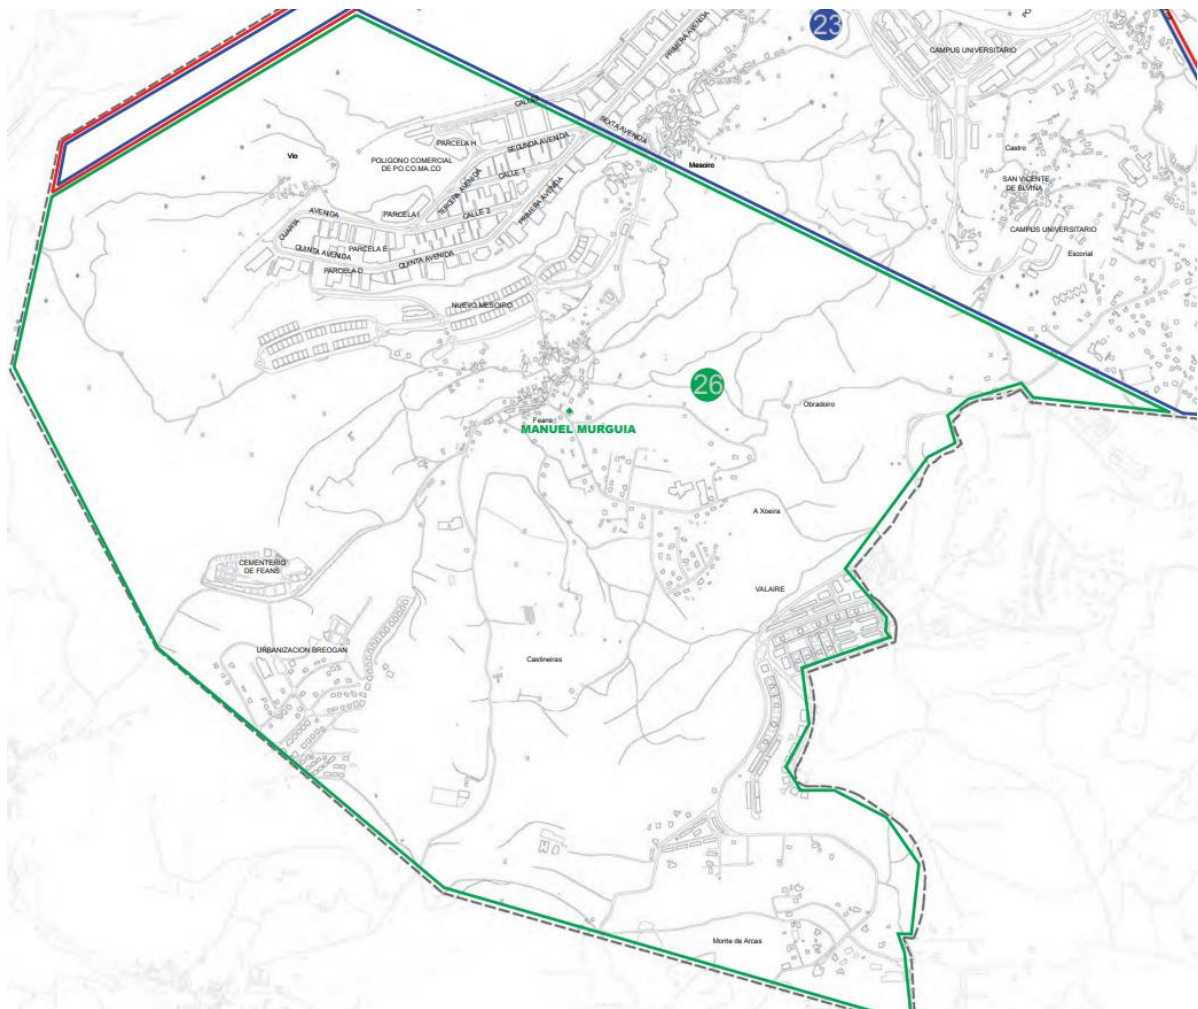 23
PRIMERA AVENIDA
CAMPUS UNIVERSITARIO
CALLE
SEXTA AVENIDA
PARCELA H
SEGUNDA AVENIDA
POLIGONO COMERCIAL
DE PO.CO.MA.CO
Vio
Mesoiro
CALLE 1
TERCERA AVENIDA
PRIMERA AVENIDA
Castro
SAN VICENTE
DE ELVIÑA
PARCELA I
CALLE 2
AVENIDA
CUARTA
CAMPUS UNIVERSITARIO
PARCELA E
QUINTA AVENIDA
QUINTA AVENIDA
Escorial
PARCELA D
NUEVO MESOIRO
26
Obradoiro
Feans
MANUEL MURGUIA
A Xoeira
CEMENTERIO
DE FEANS
VALAIRE
URBANIZACION BREOGAN
Castineiras
Monte de Arcas